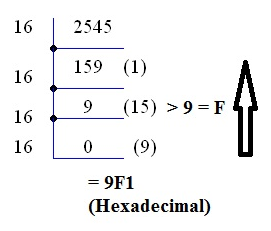 16 2545
16 159 (1)
16 9 (15) > 9 = F
16 0 (9)
= 9F1
(Hexadecimal)